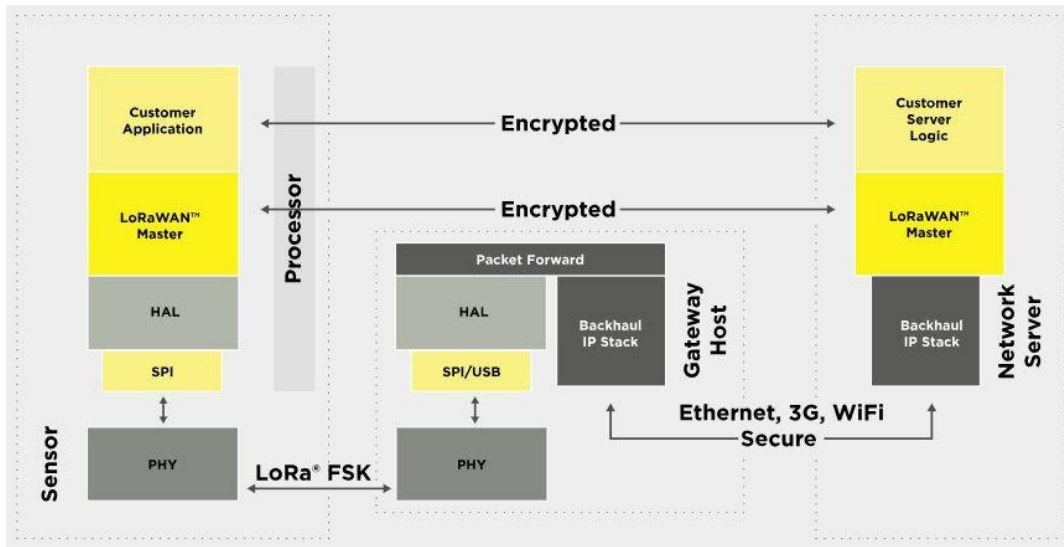 Customer
Application
LoRaWAN™
Master
HAL
SPI
PHY
Sensor
Processor
Encrypted
Encrypted
LoRa® FSK
Packet Forward
HAL
SPI/USB
PHY
Backhaul
IP Stack
Gateway
Host
Ethernet, 3G, WiFi
Secure
Customer
Server
Logic
LoRaWAN™
Master
Backhaul
IP Stack
Network
Server